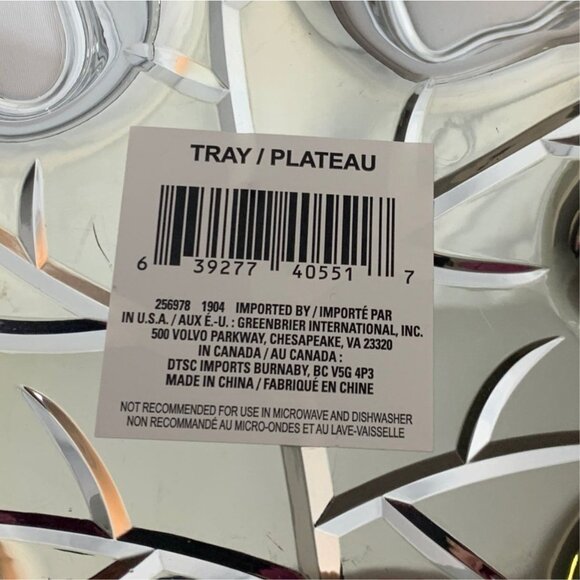 TRAY / PLATEAU
6 39277 40551 7
256978 1904 IMPORTED BY / IMPORTÉ PAR
IN U.S.A. / AUX É.-U. : GREENBRIER INTERNATIONAL, INC.
500 VOLVO PARKWAY, CHESAPEAKE, VA 23320
IN CANADA / AU CANADA :
DTSC IMPORTS BURNABY, BC V5G 4P3
MADE IN CHINA / FABRIQUÉ EN CHINE
NOT RECOMMENDED FOR USE IN MICROWAVE AND DISHWASHER
NON RECOMMANDÉ AU MICRO-ONDES ET AU LAVE-VAISSELLE